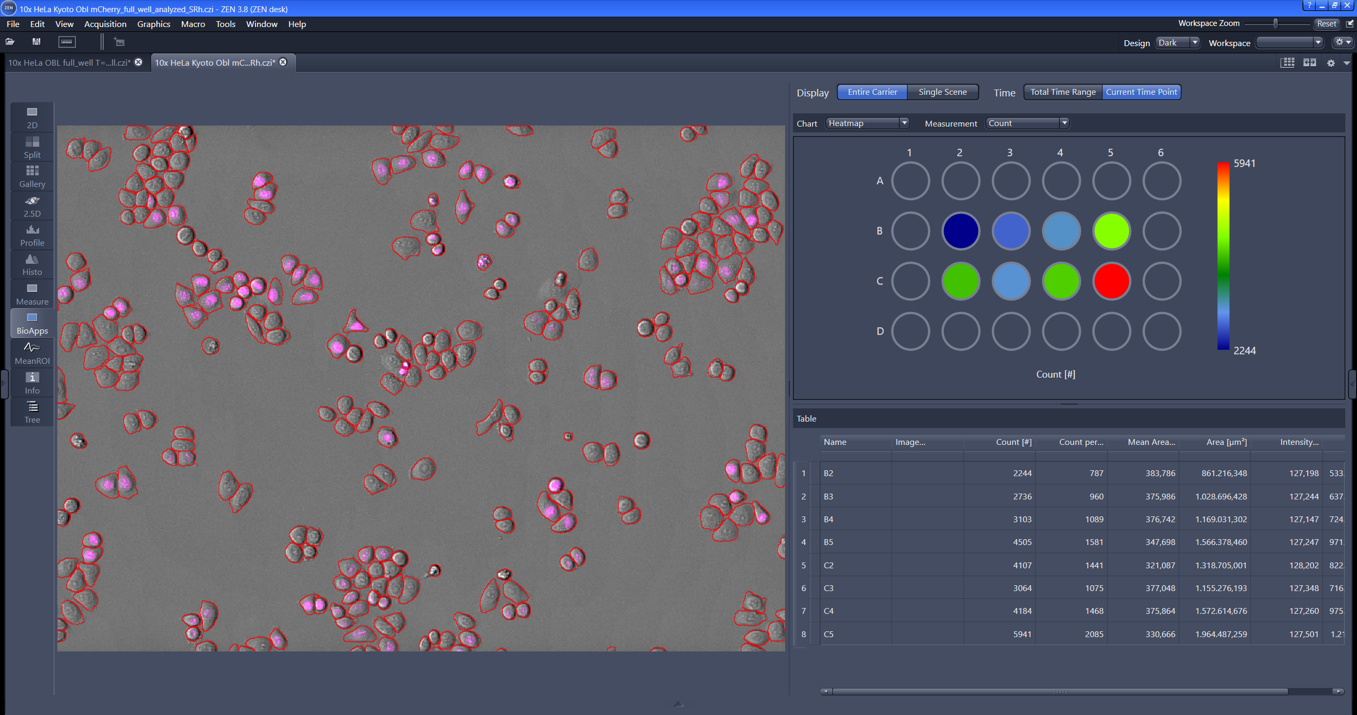 ZEN 10x HeLa Kyoto Obl mCherry_full_well_analyzed_SRh.czi - ZEN 3.8 (ZEN desk)
File Edit View Acquisition Graphics Macro Tools Window Help
Workspace Zoom Reset
Design Dark Workspace
10x HeLa OBL full_well T=...ll.czi* 10x HeLa Kyoto Obl mC...Rh.czi*
2D
Split
Gallery
2.5D
Profile
Histo
Measure
BioApps
MeanROI
Info
Tree
Display Entire Carrier Single Scene Time Total Time Range Current Time Point
Chart Heatmap Measurement Count
1 2 3 4 5 6
A
B
C
D
5941
2244
Count [#]
Table
Name Image... Count [#] Count per... Mean Area... Area [µm²] Intensity...
1 B2 2244 787 383,786 861.216,348 127,198 533.
2 B3 2736 960 375,986 1.028.696,428 127,244 637.
3 B4 3103 1089 376,742 1.169.031,302 127,147 724.
4 B5 4505 1581 347,698 1.566.378,460 127,247 971.
5 C2 4107 1441 321,087 1.318.705,001 128,202 822.
6 C3 3064 1075 377,048 1.155.276,193 127,348 716.
7 C4 4184 1468 375,864 1.572.614,676 127,260 975.
8 C5 5941 2085 330,666 1.964.487,259 127,501 1.21